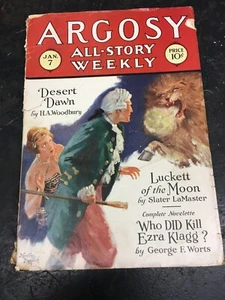 ARGOSY
ALL-STORY
WEEKLY
JAN.
7
PRICE
10¢
Desert
Dawn
by H.A. Woodbury
Luckett
of the Moon
by Slater LaMaster
Complete Novelette
Who DID Kill
Ezra Klagg?
by George F. Worts